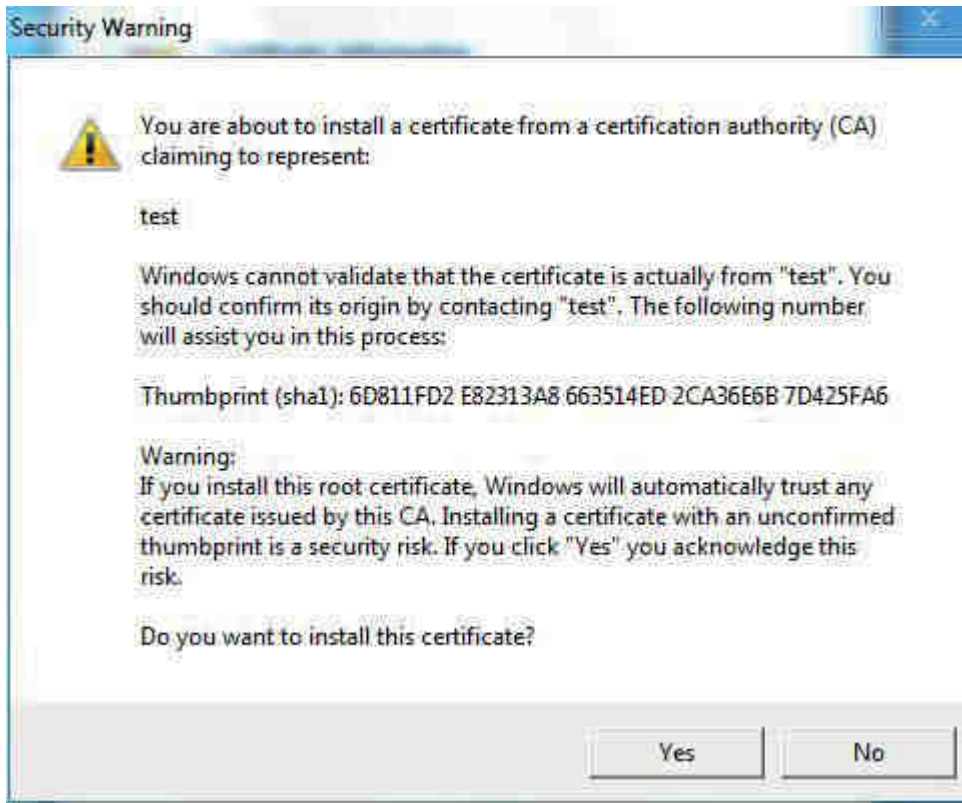 Security Warning
You are about to install a certificate from a certification authority (CA)
claiming to represent:
test
Windows cannot validate that the certificate is actually from "test". You
should confirm its origin by contacting "test". The following number
will assist you in this process:
Thumbprint (sha1): 6D811FD2 E82313A8 663514ED 2CA36E6B 7D425FA6
Warning:
If you install this root certificate, Windows will automatically trust any
certificate issued by this CA. Installing a certificate with an unconfirmed
thumbprint is a security risk. If you click "Yes" you acknowledge this
risk.
Do you want to install this certificate?
Yes
No